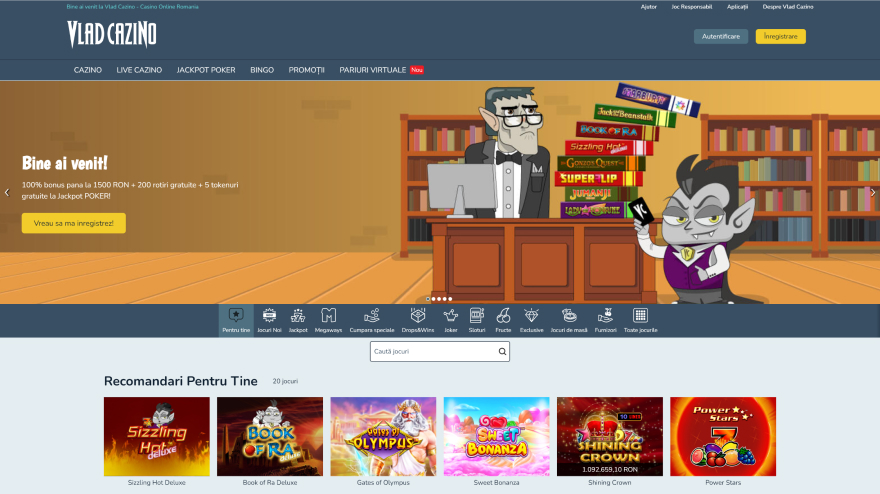 Bine ai venit la Vlad Cazino - Casino Online Romania
Ajutor Joc Responsabil Aplicații Despre Vlad Cazino
VLAD CAZINO
Autentificare Înregistrare
CAZINO LIVE CAZINO JACKPOT POKER BINGO PROMOȚII PARIURI VIRTUALE Nou
STARBURST
Jack and the Beanstalk
BOOK OF RA
Sizzling Hot deluxe
GONZO'S QUEST
SUPER FLIP
JUMANJI
VC
Bine ai venit!
100% bonus pana la 1500 RON + 200 rotiri gratuite + 5 tokenuri
gratuite la Jackpot POKER!
Vreau sa ma inregistrez!
Pentru tine Jocuri Noi Jackpot Megaways Cumpara speciale Drops&Wins Joker Sloturi Fructe Exclusive Jocuri de masă Furnizori Toate jocurile
Caută jocuri
Recomandari Pentru Tine 20 jocuri
Sizzling Hot deluxe
BOOK OF RA deluxe
GATES OF OLYMPUS
SWEET BONANZA
SHINING CROWN
1.092.659,10 RON
Power Stars
Sizzling Hot Deluxe Book of Ra Deluxe Gates of Olympus Sweet Bonanza Shining Crown Power Stars